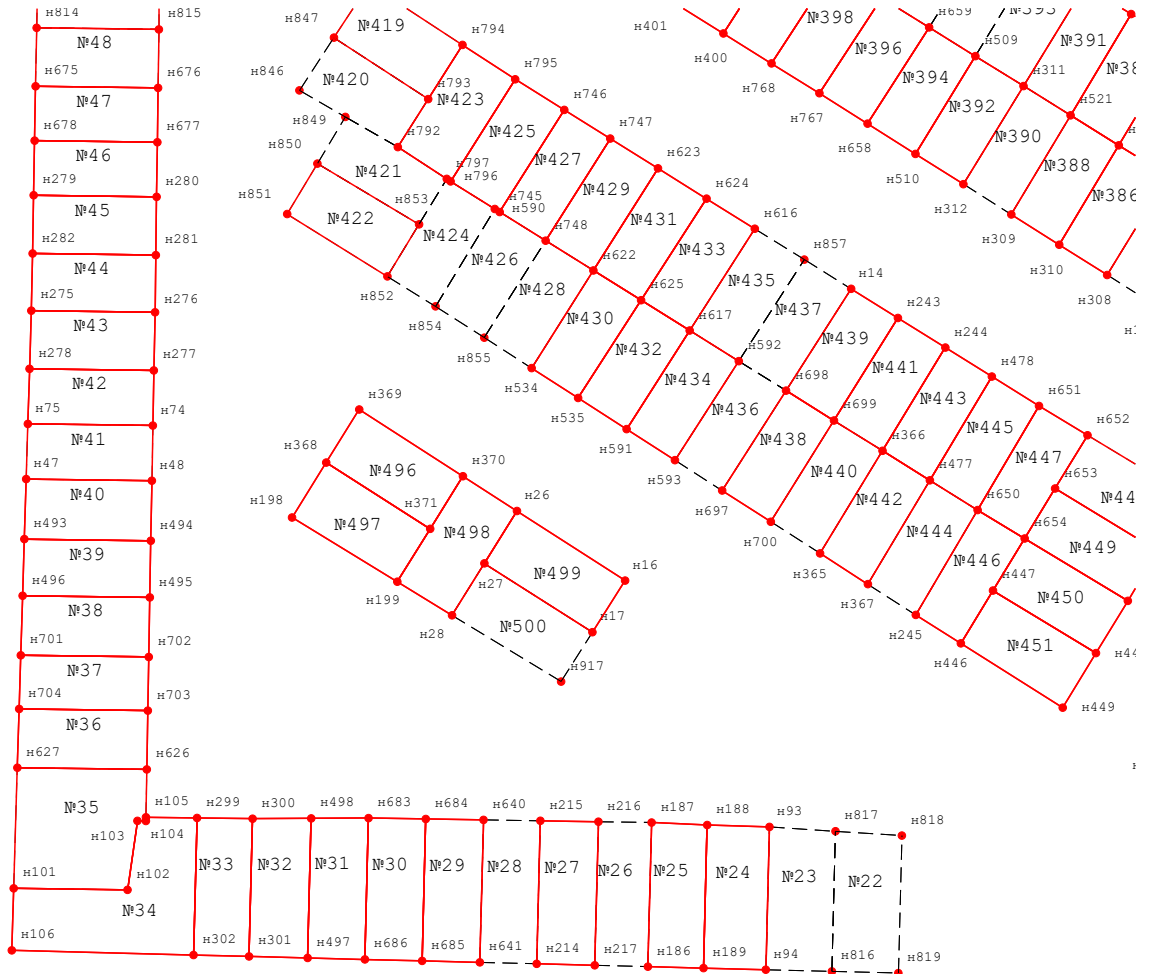 н814 н815
№48
н675 н676
№47
н678 н677
№46
н279 н280
№45
н282 н281
№44
н275 н276
№43
н278 н277
№42
н75 н74
№41
н47 н48
№40
н493 н494
№39
н496 н495
№38
н701 н702
№37
н704 н703
№36
н627 н626
№35
н105
н103 н104
н101 н102
№34
н106
н299 н300 н498 н683 н684 н640 н215 н216 н187 н188 н93 н817 н818
№33 №32 №31 №30 №29 №28 №27 №26 №25 №24 №23 №22
н302 н301 н497 н686 н685 н641 н214 н217 н186 н189 н94 н816 н819
н847 №419 н794
н846 №420 н793 №423 н795
н849 н792 №425 н746
н850 №421 н797 №427 н747
н796
н851 №422 н853 н745 №429 н623
н590
№424 №426 н748 №431 н624
н852 №428 н622 №433 н616
н854 №430 н625 №435 н857
н855 №432 н617 №437 н14
н534 №434 н592 №439 н243
н535 №436 н698 №441 н244
н591 №438 н699 №443 н478
н593 №440 н366 №445 н651
н697 №442 н477 №447 н652
н700 №444 н650 н653
н365 №446 н654 №449
н367 н447 №450
н245 №451
н446 н449
н369
н368 №496 н370
н198 №497 н371 №498 н26
н199 н27 №499 н16
н28 №500 н17
н917
н401 №398 н659
н400 №396 н509 №391
н768 №394 н311
н767 №392 н521
н658 №390
н510 №388
н312 №386
н309
н310
н308